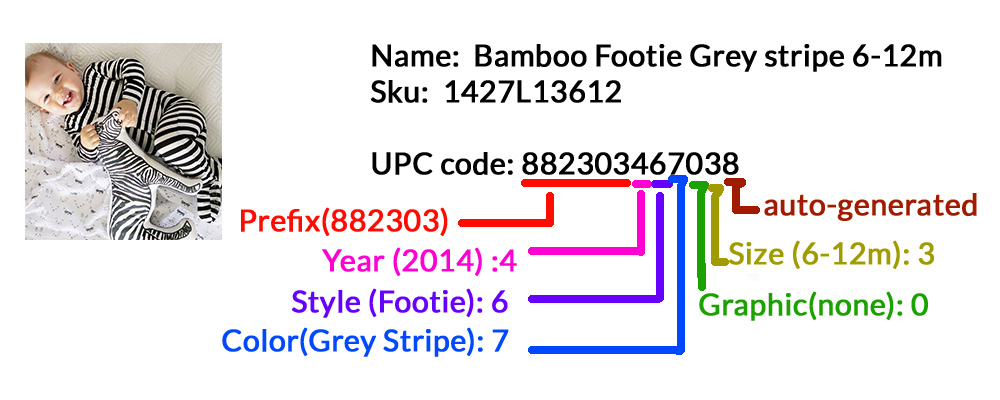 Name: Bamboo Footie Grey stripe 6-12m
Sku: 1427L13612
UPC code: 882303467038
Prefix(882303)
auto-generated
Year (2014) :4
Size (6-12m): 3
Style (Footie): 6
Graphic(none): 0
Color(Grey Stripe): 7